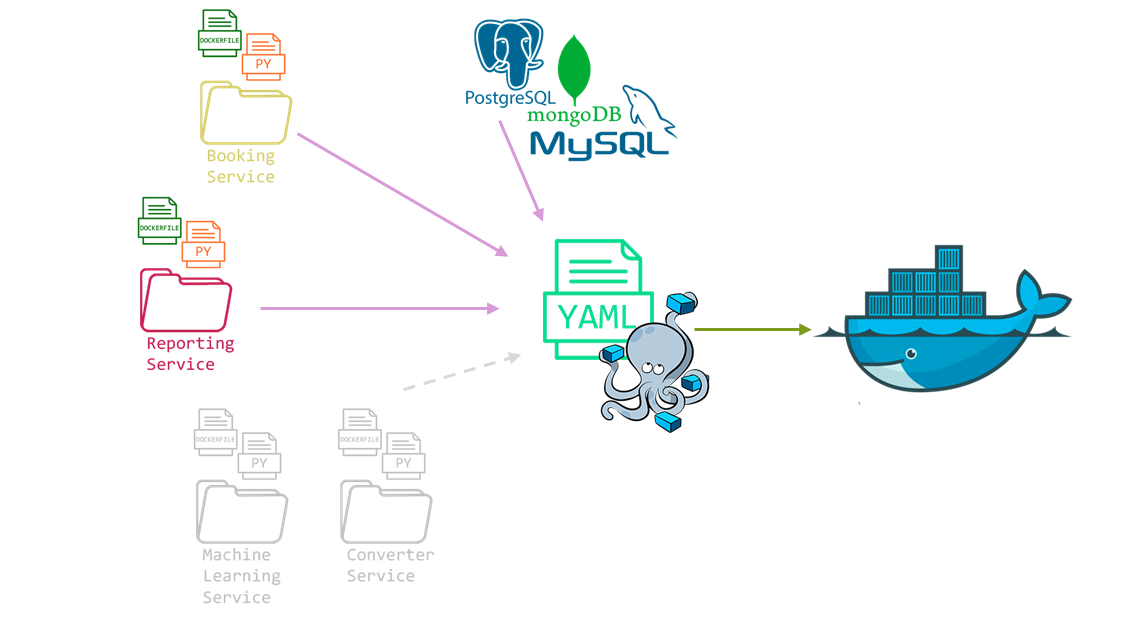 DOCKERFILE
PY
Booking
Service
PostgreSQL
mongoDB
MySQL
DOCKERFILE
PY
Reporting
Service
YAML
DOCKERFILE
PY
Machine
Learning
Service
DOCKERFILE
PY
Converter
Service